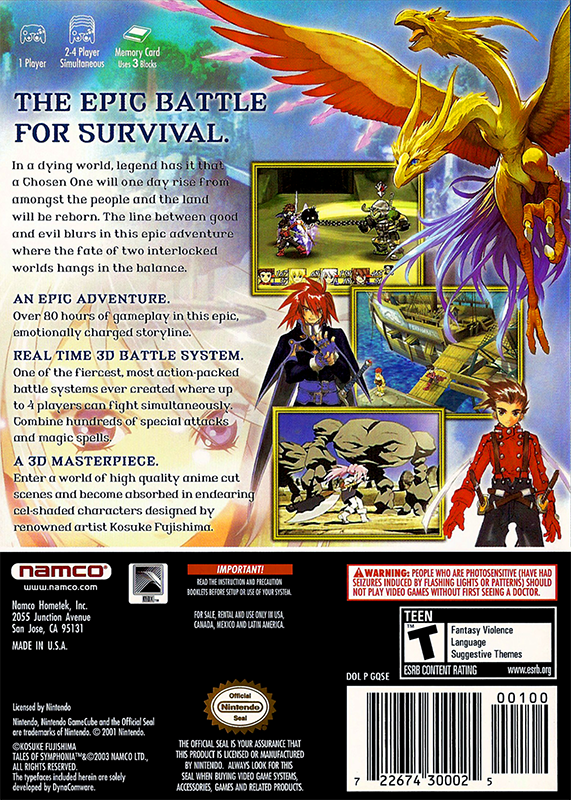 1 Player
2-4 Player
Simultaneous
Memory Card
Uses 3 Blocks
THE EPIC BATTLE
FOR SURVIVAL.
In a dying world, legend has it that
a Chosen One will one day rise from
amongst the people and the land
will be reborn. The line between good
and evil blurs in this epic adventure
where the fate of two interlocked
worlds hangs in the balance.
AN EPIC ADVENTURE.
Over 80 hours of gameplay in this epic,
emotionally charged storyline.
REAL TIME 3D BATTLE SYSTEM.
One of the fiercest, most action-packed
battle systems ever created where up
to 4 players can fight simultaneously.
Combine hundreds of special attacks
and magic spells.
A 3D MASTERPIECE.
Enter a world of high quality anime cut
scenes and become absorbed in endearing
cel-shaded characters designed by
renowned artist Kosuke Fujishima.
namco®
www.namco.com
Namco Hometek, Inc.
2055 Junction Avenue
San Jose, CA 95131
MADE IN U.S.A.
IMPORTANT!
READ THE INSTRUCTION AND PRECAUTION
BOOKLETS BEFORE SETUP OR USE OF YOUR SYSTEM.
FOR SALE, RENTAL AND USE ONLY IN USA,
CANADA, MEXICO AND LATIN AMERICA.
WARNING: PEOPLE WHO ARE PHOTOSENSITIVE (HAVE HAD
SEIZURES INDUCED BY FLASHING LIGHTS OR PATTERNS) SHOULD
NOT PLAY VIDEO GAMES WITHOUT FIRST SEEING A DOCTOR.
TEEN
T
Fantasy Violence
Language
Suggestive Themes
ESRB CONTENT RATING
www.esrb.org
DOL P GQSE
Licensed by Nintendo
Nintendo, Nintendo GameCube and the Official Seal
are trademarks of Nintendo. © 2001 Nintendo.
©KOSUKE FUJISHIMA
TALES OF SYMPHONIA™&©2003 NAMCO LTD.,
ALL RIGHTS RESERVED.
The typefaces included herein are solely
developed by DynaComware.
Official
Nintendo
Seal
THE OFFICIAL SEAL IS YOUR ASSURANCE THAT
THIS PRODUCT IS LICENSED OR MANUFACTURED
BY NINTENDO. ALWAYS LOOK FOR THIS
SEAL WHEN BUYING VIDEO GAME SYSTEMS,
ACCESSORIES, GAMES AND RELATED PRODUCTS.
00100
7 22674 30002 5